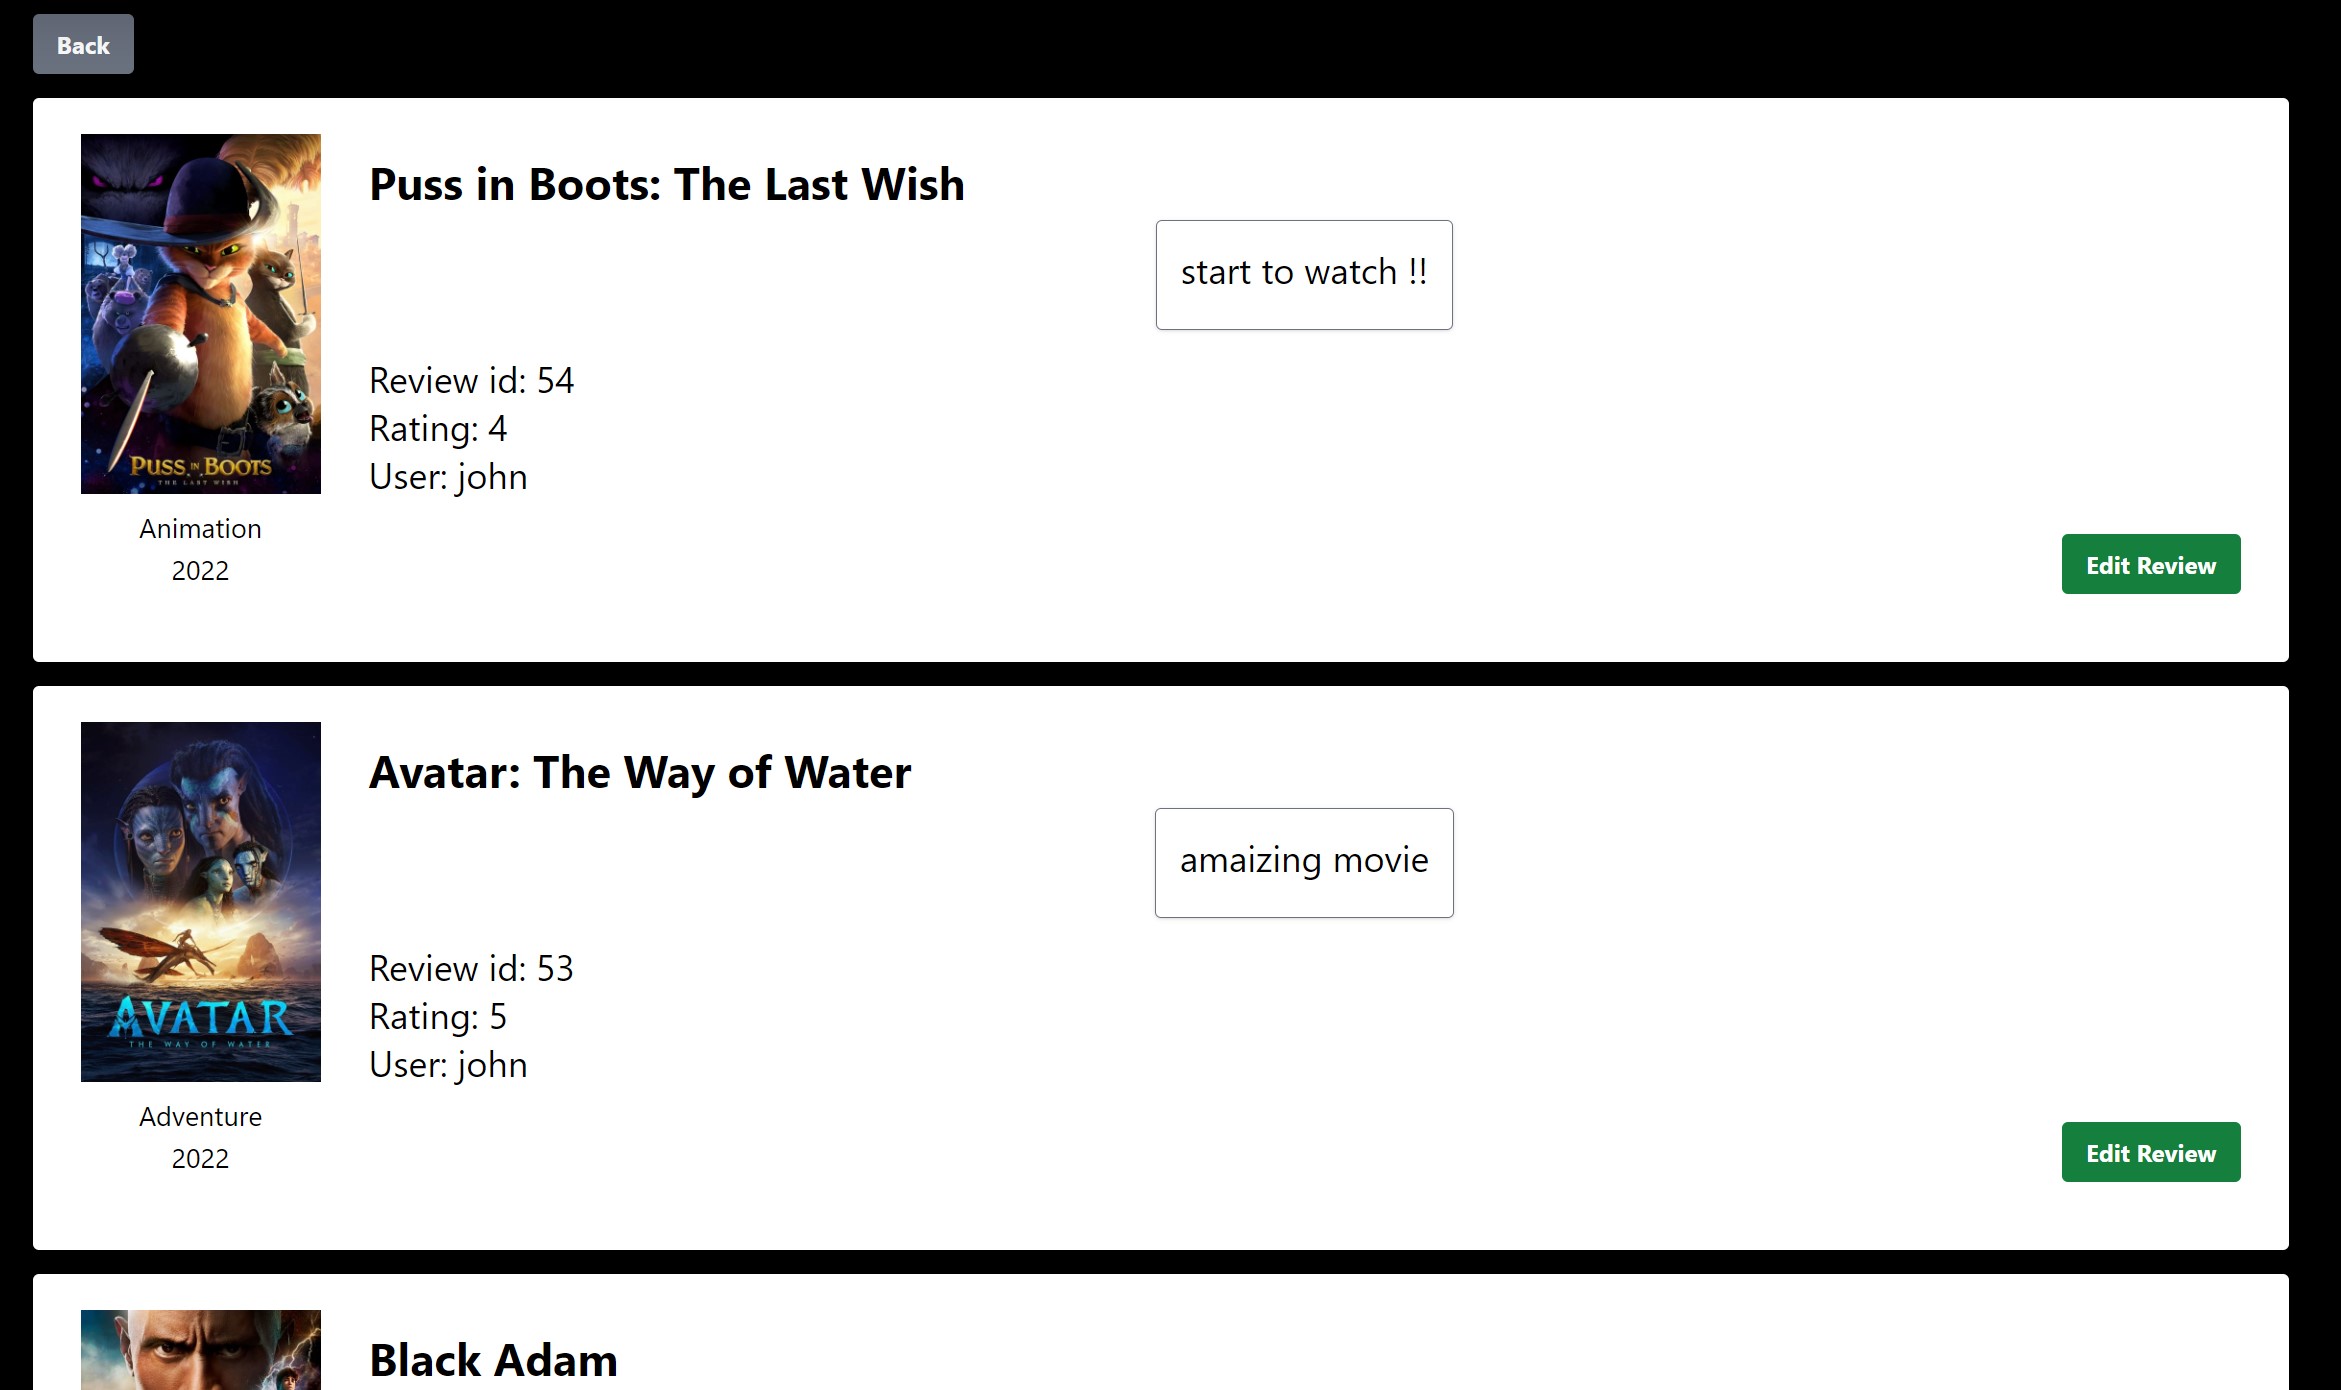 Back
Puss in Boots: The Last Wish
start to watch !!
Review id: 54
Rating: 4
User: john
PUSS IN BOOTS
THE LAST WISH
Animation
2022
Edit Review
Avatar: The Way of Water
amaizing movie
Review id: 53
Rating: 5
User: john
AVATAR
THE WAY OF WATER
Adventure
2022
Edit Review
Black Adam